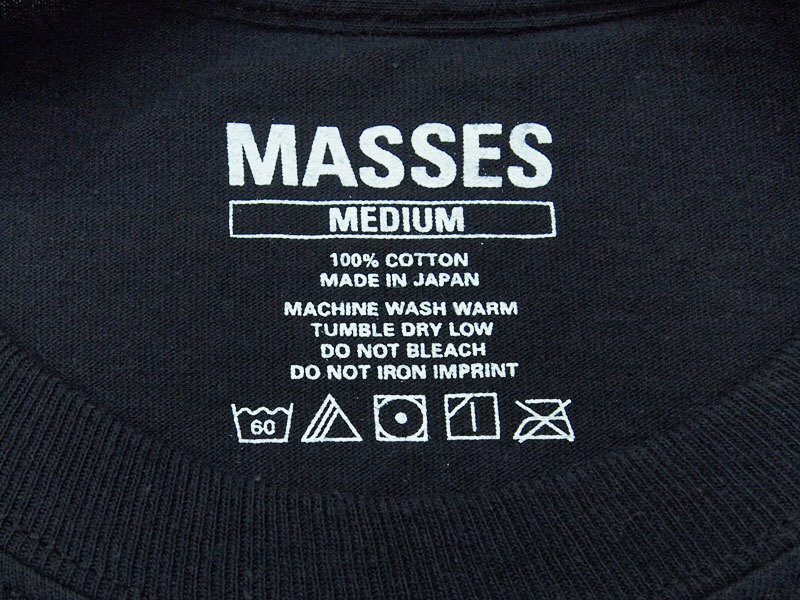 MASSES
MEDIUM
100% COTTON
MADE IN JAPAN
MACHINE WASH WARM
TUMBLE DRY LOW
DO NOT BLEACH
DO NOT IRON IMPRINT
60